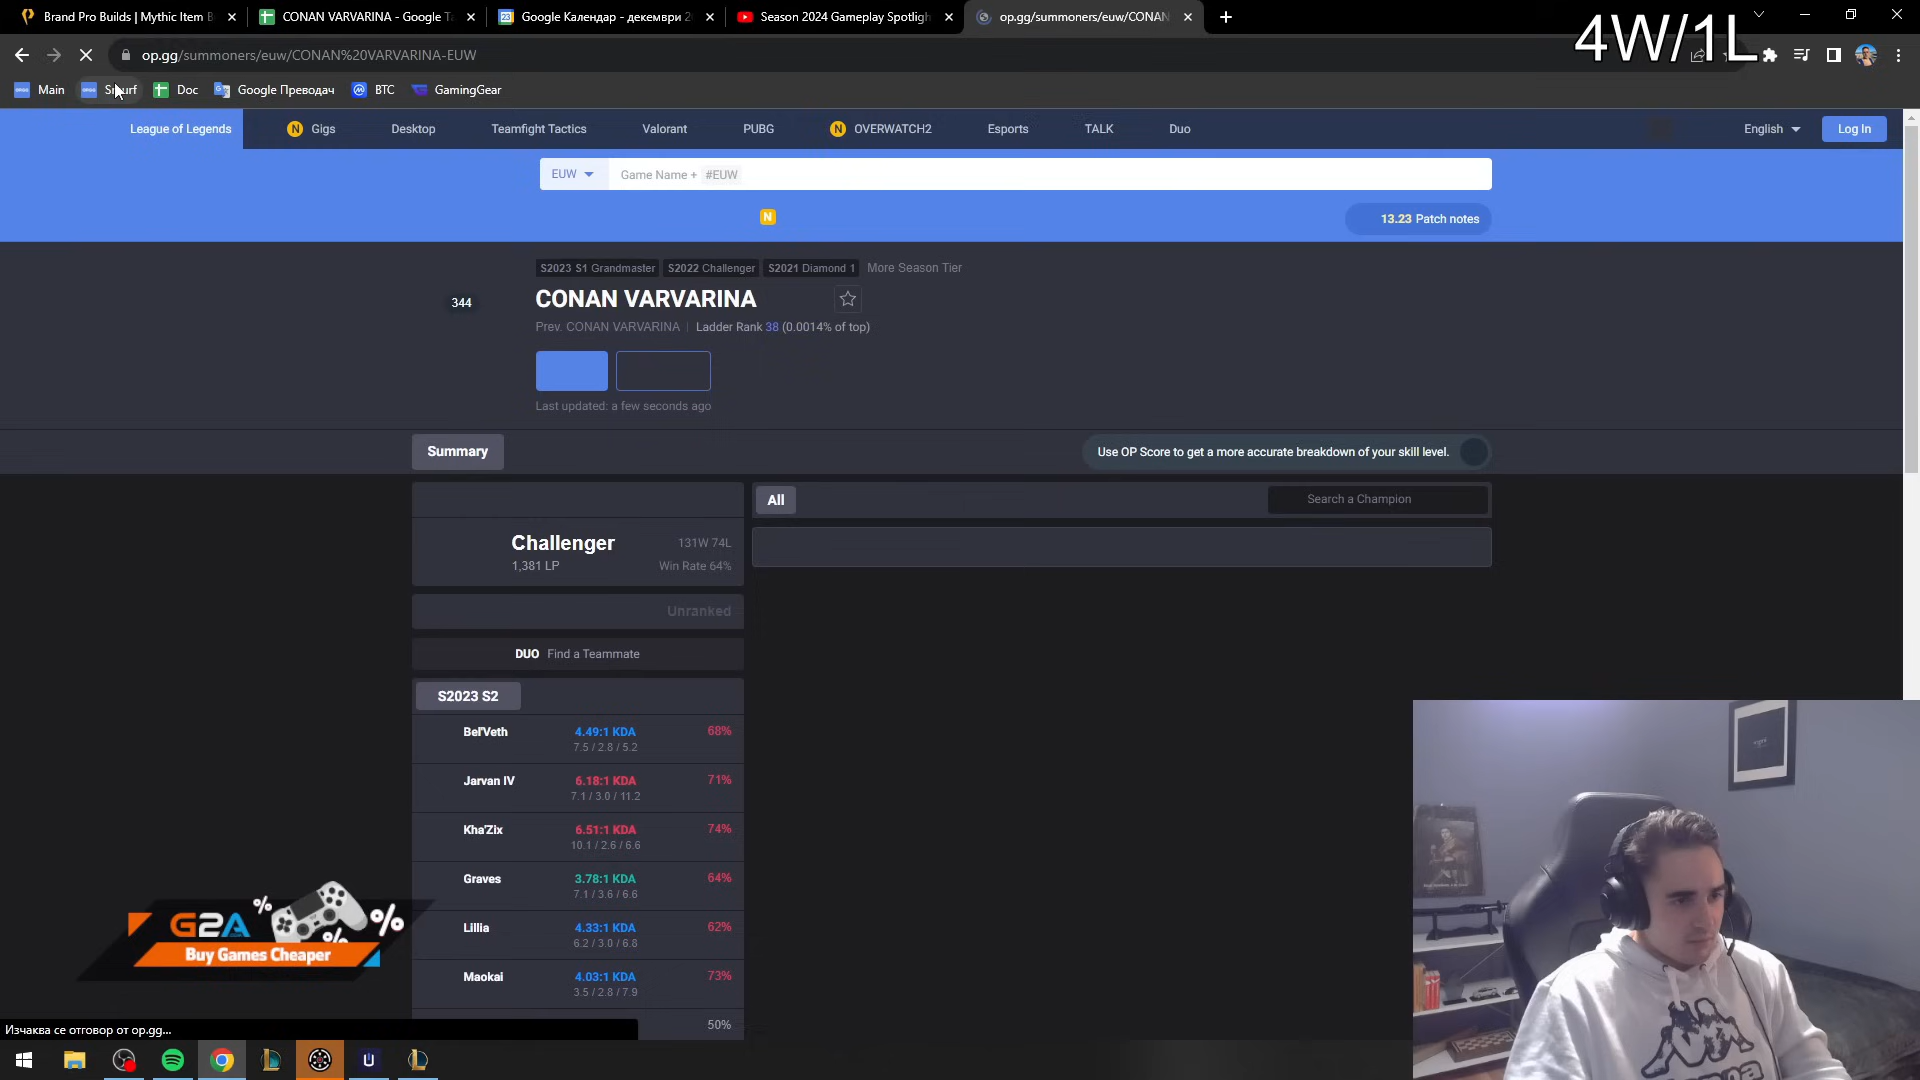 Brand Pro Builds | Mythic Item B
CONAN VARVARINA - Google Та
Google Календар - декември 2
Season 2024 Gameplay Spotligh
op.gg/summoners/euw/CONAN
4W/1L
op.gg/summoners/euw/CONAN%20VARVARINA-EUW
Main
Smurf
Doc
Google Преводач
BTC
GamingGear
League of Legends
N Gigs
Desktop
Teamfight Tactics
Valorant
PUBG
N OVERWATCH2
Esports
TALK
Duo
English
Log In
EUW
Game Name + #EUW
N
13.23 Patch notes
S2023 S1 Grandmaster
S2022 Challenger
S2021 Diamond 1
More Season Tier
344
CONAN VARVARINA
Prev. CONAN VARVARINA | Ladder Rank 38 (0.0014% of top)
Last updated: a few seconds ago
Summary
Use OP Score to get a more accurate breakdown of your skill level.
All
Search a Champion
Challenger
131W 74L
1,381 LP
Win Rate 64%
Unranked
DUO Find a Teammate
S2023 S2
Bel'Veth
4.49:1 KDA
68%
7.5 / 2.8 / 5.2
Jarvan IV
6.18:1 KDA
71%
7.1 / 3.0 / 11.2
Kha'Zix
6.51:1 KDA
74%
10.1 / 2.6 / 6.6
Graves
3.78:1 KDA
64%
7.1 / 3.6 / 6.6
Lillia
4.33:1 KDA
62%
6.2 / 3.0 / 6.8
Maokai
4.03:1 KDA
73%
3.5 / 2.8 / 7.9
50%
G2A
Buy Games Cheaper
Изчаква се отговор от op.gg...
Kappa